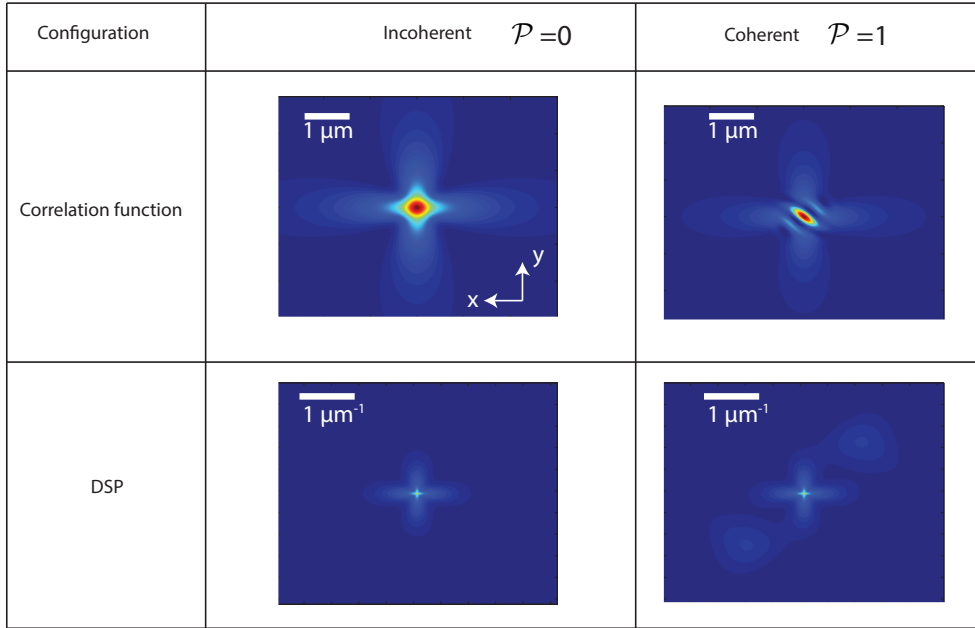 Configuration
Incoherent 𝒫 =0
Coherent 𝒫 =1
Correlation function
1 µm
y
x
1 µm
DSP
1 µm⁻¹
1 µm⁻¹